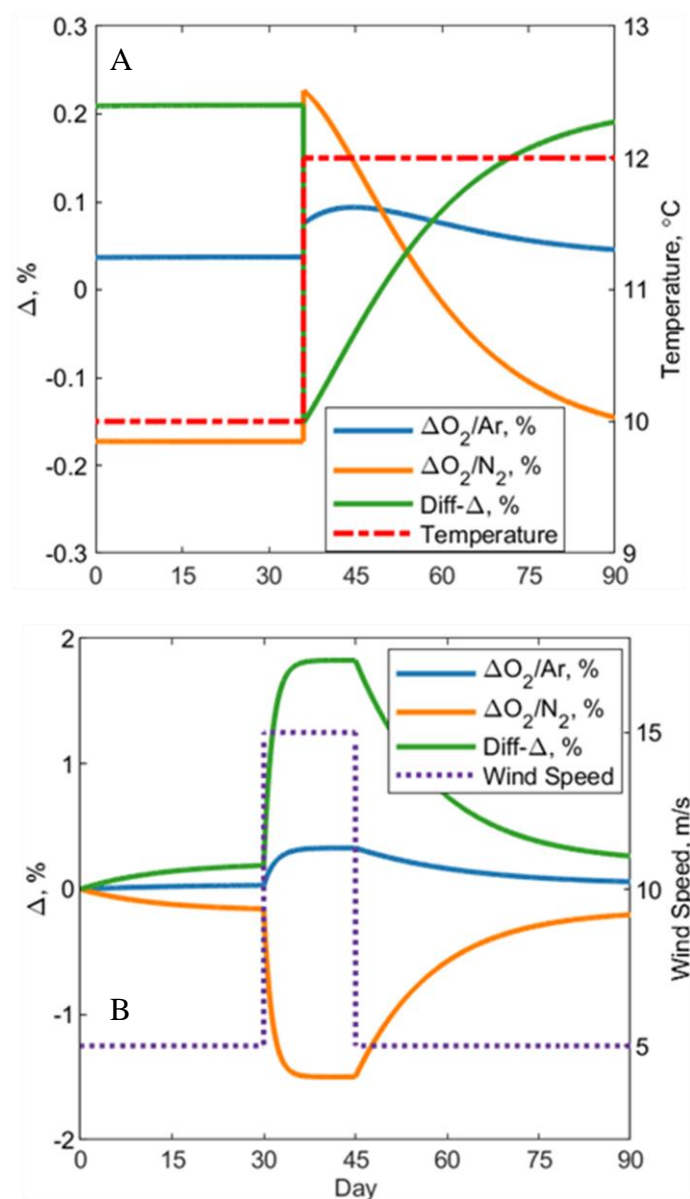 A
0.3
0.2
0.1
0
-0.1
-0.2
-0.3
Δ, %
13
12
11
10
9
Temperature, °C
ΔO₂/Ar, %
ΔO₂/N₂, %
Diff-Δ, %
Temperature
0 15 30 45 60 75 90
2
1
0
-1
-2
Δ, %
ΔO₂/Ar, %
ΔO₂/N₂, %
Diff-Δ, %
Wind Speed
15
10
5
Wind Speed, m/s
B
0 15 30 45 60 75 90
Day